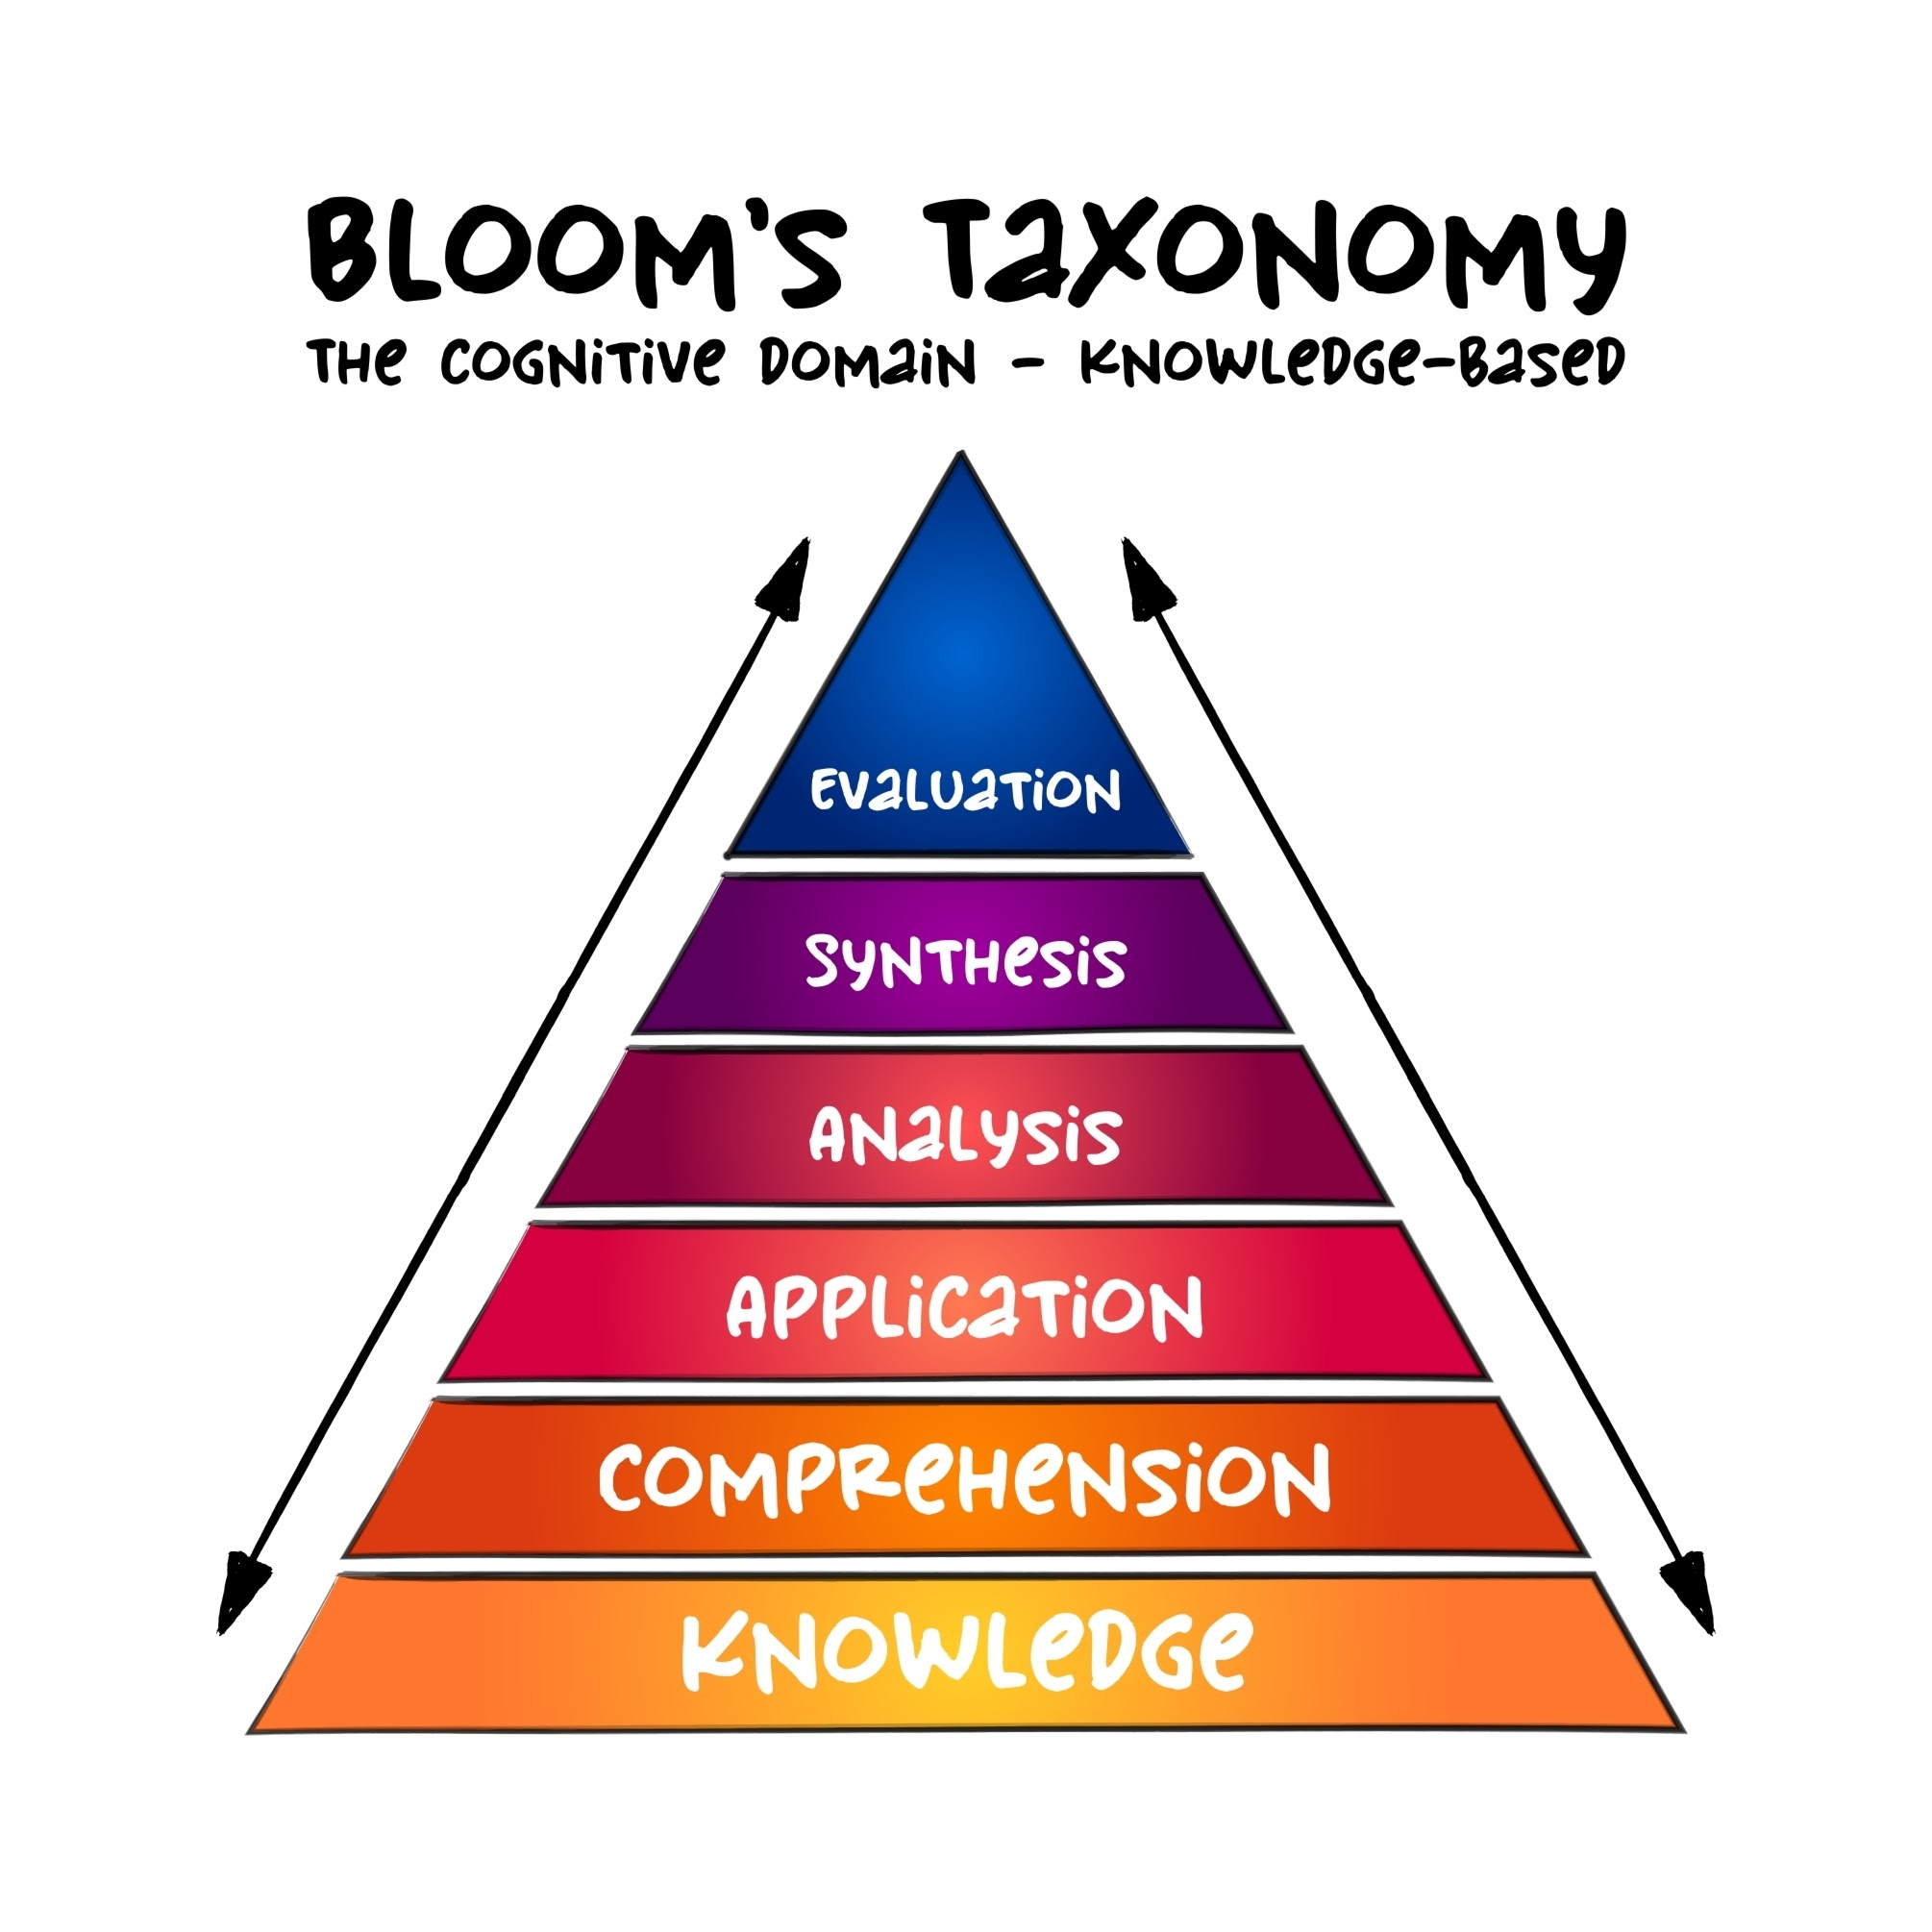 Bloom's Taxonomy
The Cognitive Domain - Knowledge-Based
Evaluation
Synthesis
Analysis
Application
Comprehension
Knowledge